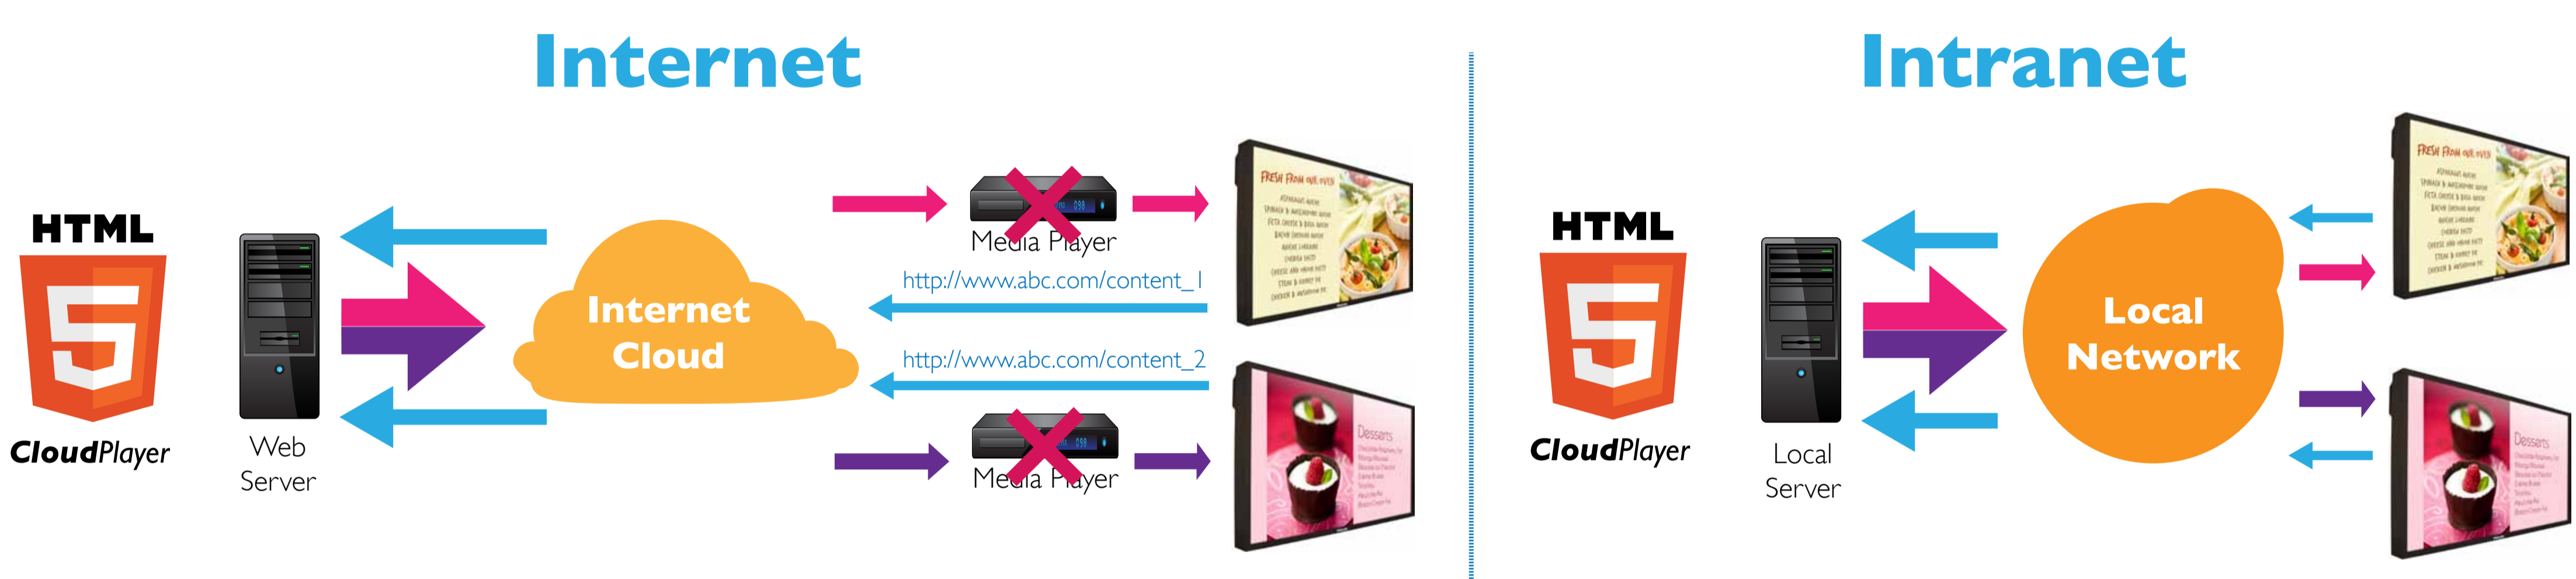 Internet
HTML
CloudPlayer
Web
Server
Internet
Cloud
Media Player
http://www.abc.com/content_1
http://www.abc.com/content_2
Media Player
FRESH FROM OUR OVEN
Desserts
Intranet
HTML
CloudPlayer
Local
Server
Local
Network
FRESH FROM OUR OVEN
Desserts